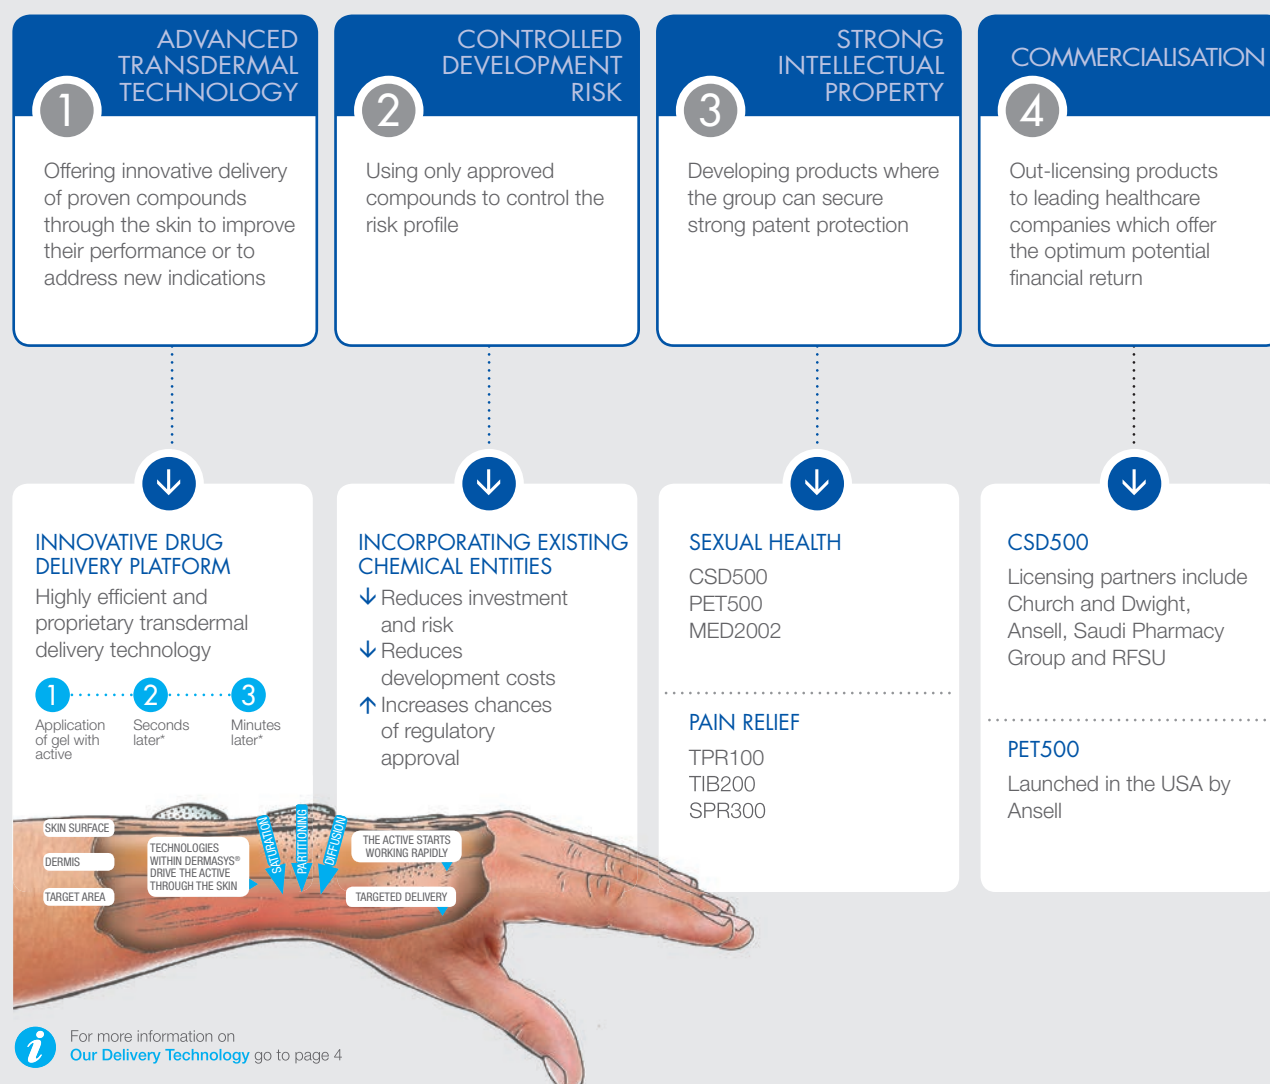 ADVANCED
TRANSDERMAL
TECHNOLOGY
1
Offering innovative delivery
of proven compounds
through the skin to improve
their performance or to
address new indications
CONTROLLED
DEVELOPMENT
RISK
2
Using only approved
compounds to control the
risk profile
STRONG
INTELLECTUAL
PROPERTY
3
Developing products where
the group can secure
strong patent protection
COMMERCIALISATION
4
Out-licensing products
to leading healthcare
companies which offer
the optimum potential
financial return
INNOVATIVE DRUG
DELIVERY PLATFORM
Highly efficient and
proprietary transdermal
delivery technology
1 2 3
Application
of gel with
active
Seconds
later*
Minutes
later*
SKIN SURFACE
DERMIS
TARGET AREA
TECHNOLOGIES
WITHIN DERMASYS®
DRIVE THE ACTIVE
THROUGH THE SKIN
SATURATION
PARTITIONING
DIFFUSION
THE ACTIVE STARTS
WORKING RAPIDLY
TARGETED DELIVERY
INCORPORATING EXISTING
CHEMICAL ENTITIES
Reduces investment
and risk
Reduces
development costs
Increases chances
of regulatory
approval
SEXUAL HEALTH
CSD500
PET500
MED2002
PAIN RELIEF
TPR100
TIB200
SPR300
CSD500
Licensing partners include
Church and Dwight,
Ansell, Saudi Pharmacy
Group and RFSU
PET500
Launched in the USA by
Ansell
i
For more information on
Our Delivery Technology go to page 4